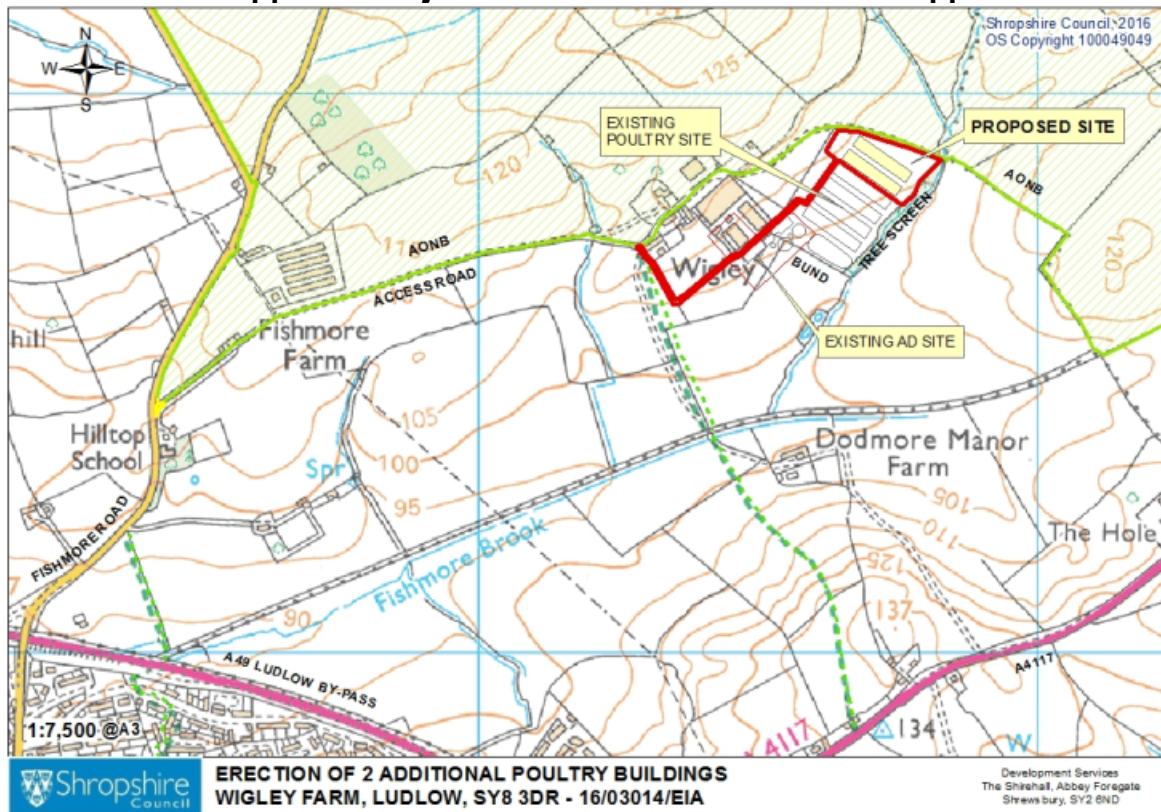 Shropshire Council, 2016
OS Copyright 100049049
N
W E
S
125
EXISTING
POULTRY SITE
PROPOSED SITE
120
AONB
AONB
ACCESS ROAD
TREE SCREEN
120
Wigley
BUND
hill
Fishmore
Farm
EXISTING AD SITE
105
Hilltop
School
100
Spr
Dodmore Manor
Farm
95
The Hole
FISHMORE ROAD
Fishmore Brook
110
125
90
137
A49 LUDLOW BY-PASS
A4117
1:7,500 @A3
A4117
134
W
Shropshire
Council
ERECTION OF 2 ADDITIONAL POULTRY BUILDINGS
WIGLEY FARM, LUDLOW, SY8 3DR - 16/03014/EIA
Development Services
The Shirehall, Abbey Foregate
Shrewsbury, SY2 6ND